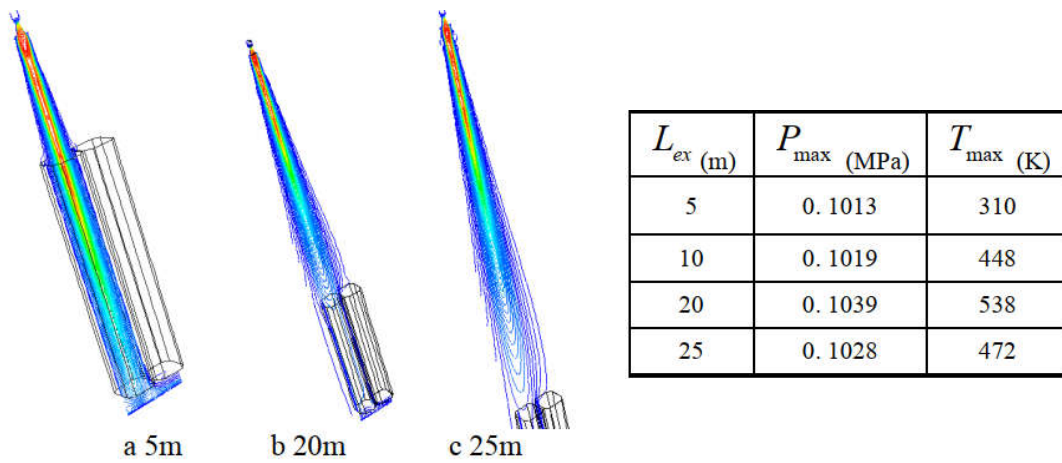 L_ex (m) P_max (MPa) T_max (K)
5 0.1013 310
10 0.1019 448
20 0.1039 538
25 0.1028 472
a 5m b 20m c 25m